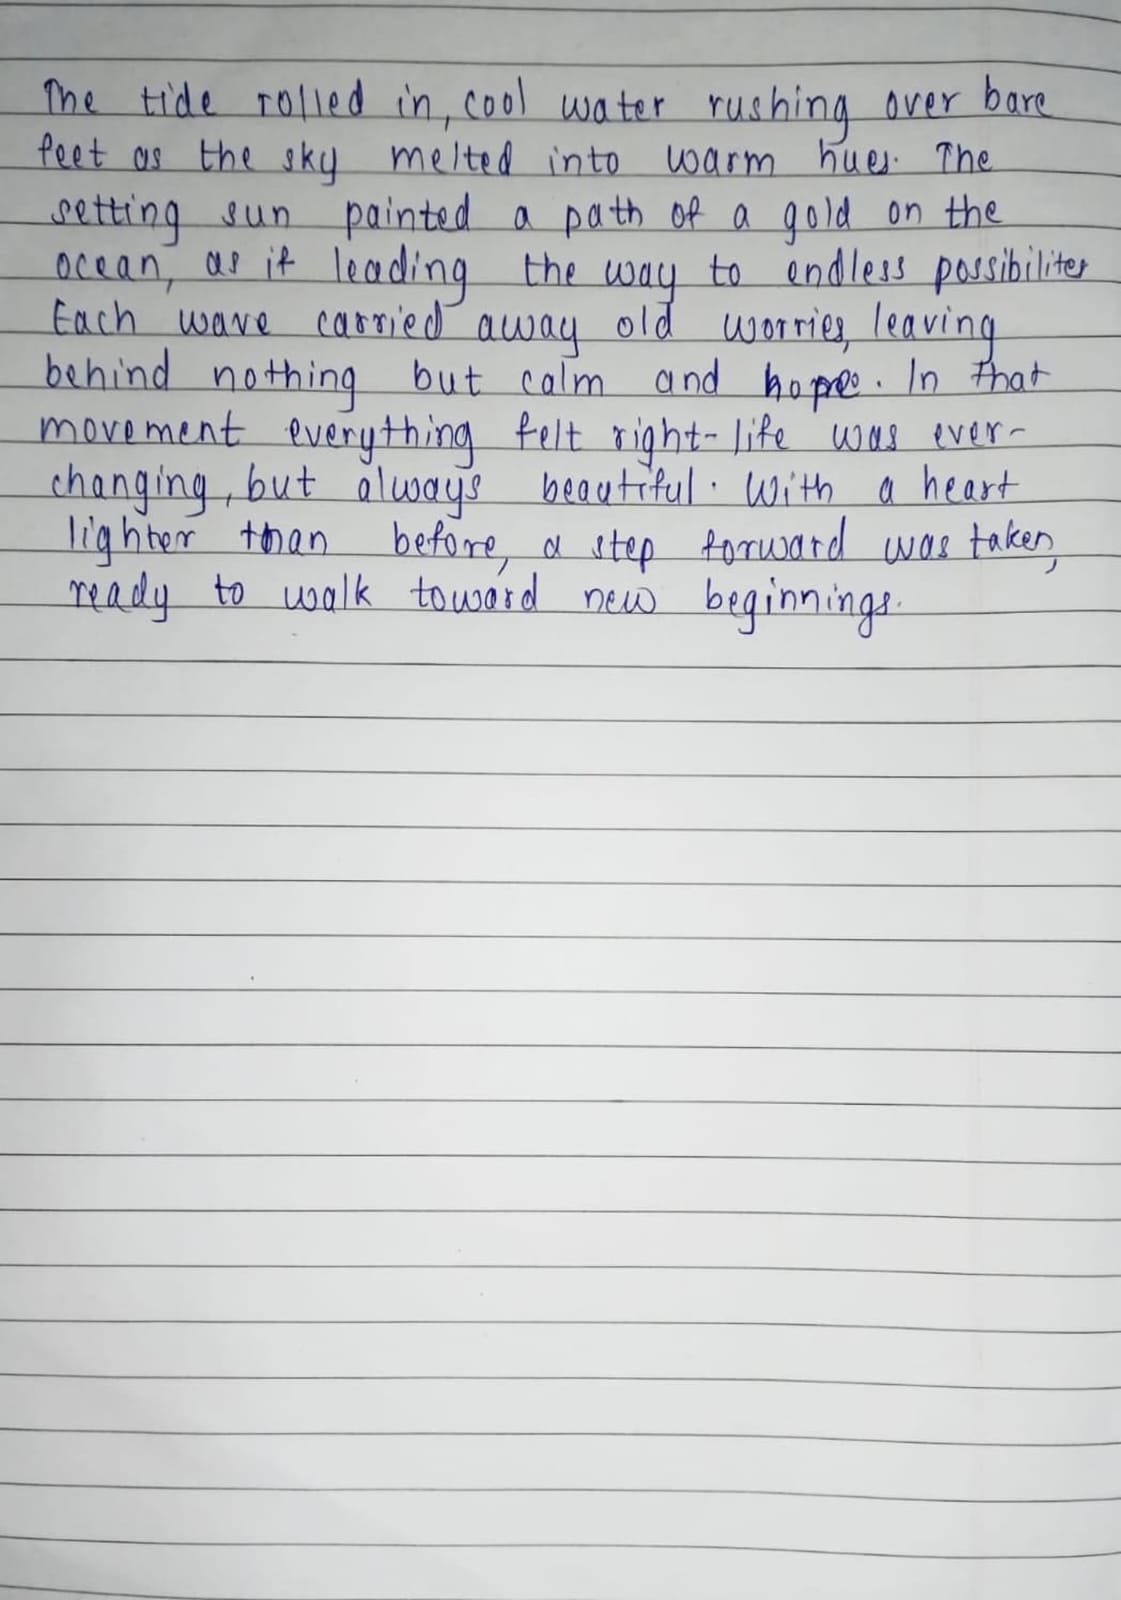 The tide rolled in, cool water rushing over bare
feet as the sky melted into warm hues. The
setting sun painted a path of a gold on the
ocean, as if leading the way to endless possibilites
Each wave carried away old worries, leaving
behind nothing but calm and hope. In that
movement everything felt right- life was ever-
changing, but always beautiful. With a heart
lighter than before, a step forward was taken,
ready to walk toward new beginnings.